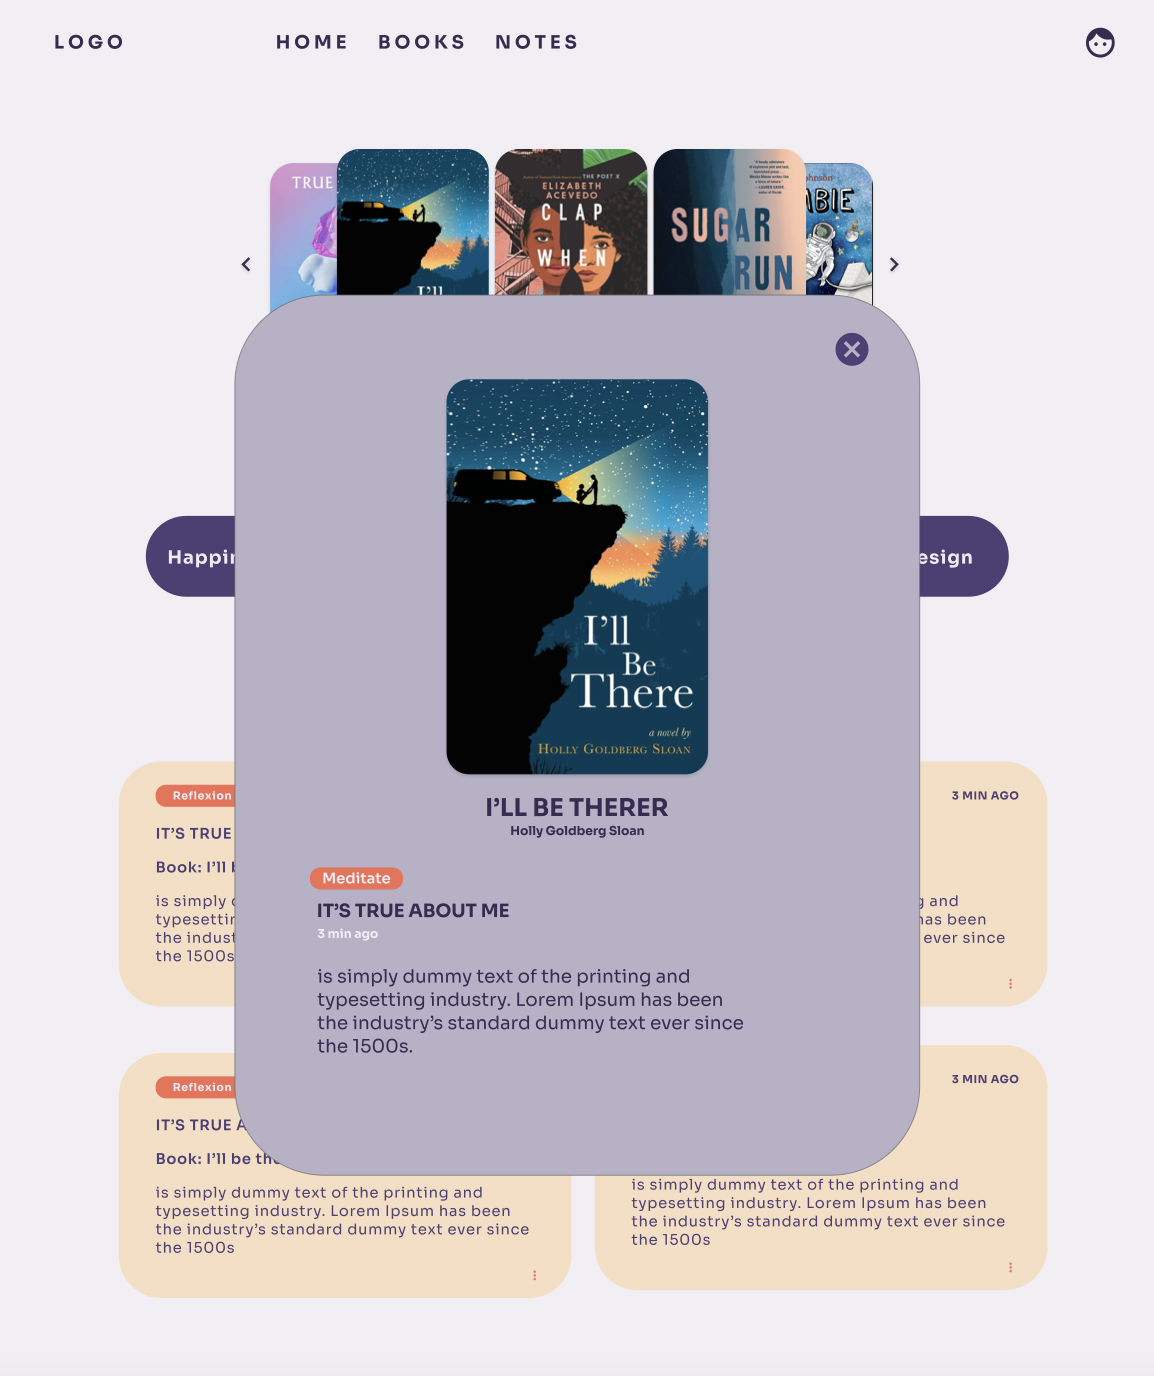 LOGO HOME BOOKS NOTES
TRUE
THE POET X
ELIZABETH
ACEVEDO
CLAP
WHEN
SUGAR
RUN
I'll
I'll
Be
There
a novel by
HOLLY GOLDBERG SLOAN
I'LL BE THERER
Holly Goldberg Sloan
Meditate
IT'S TRUE ABOUT ME
3 min ago
is simply dummy text of the printing and
typesetting industry. Lorem Ipsum has been
the industry's standard dummy text ever since
the 1500s.
Reflexion
IT'S TRUE
Book: I'll
is simply
the
the 1500s
3 MIN AGO
and
has been
ever since
Reflexion
IT'S TRUE A
Book: I'll be
is simply dummy text of the printing and
typesetting industry. Lorem Ipsum has been
the industry's standard dummy text ever since
the 1500s
3 MIN AGO
is simply dummy text of the printing and
typesetting industry. Lorem Ipsum has been
the industry's standard dummy text ever since
the 1500s